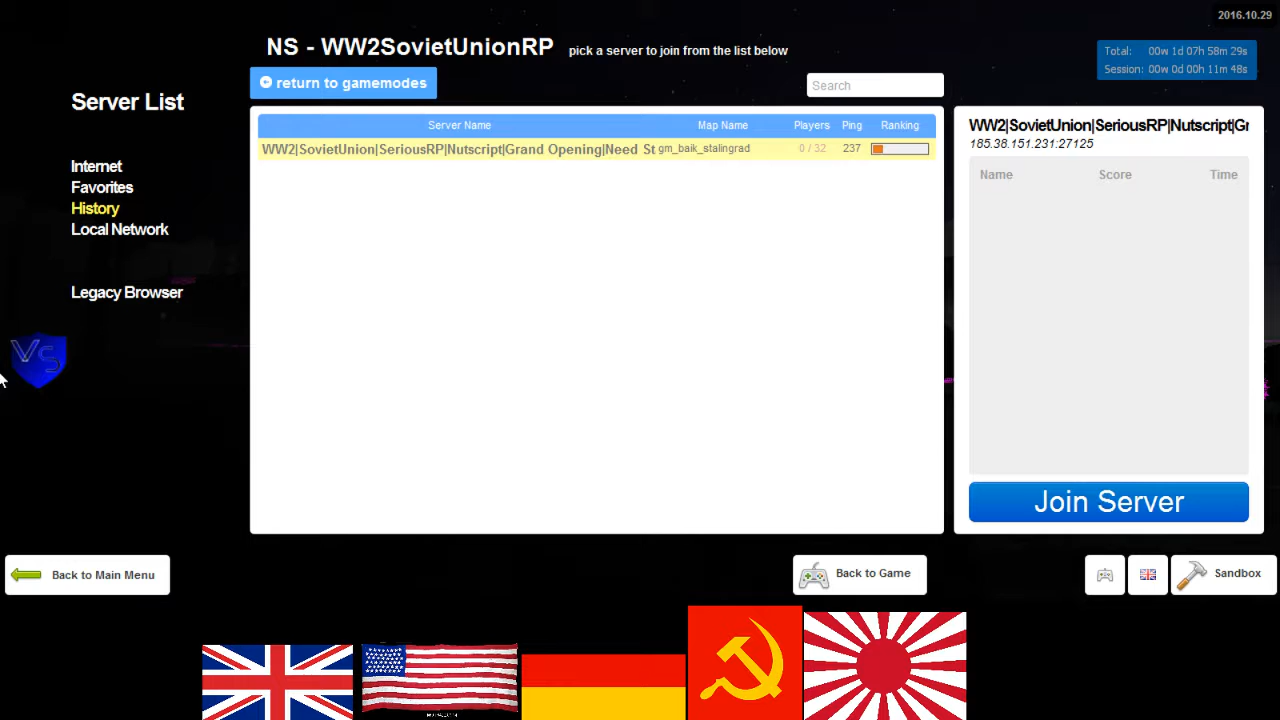 2016.10.29
NS - WW2SovietUnionRP pick a server to join from the list below
Total: 00w 1d 07h 58m 29s
Session: 00w 0d 00h 11m 48s
return to gamemodes
Search
Server List
Internet
Favorites
History
Local Network
Legacy Browser
VS
Server Name Map Name Players Ping Ranking
WW2|SovietUnion|SeriousRP|Nutscript|Grand Opening|Need St gm_baik_stalingrad 0 / 32 237
WW2|SovietUnion|SeriousRP|Nutscript|Gr
185.38.151.231:27125
Name Score Time
Join Server
Back to Main Menu
Back to Game
Sandbox